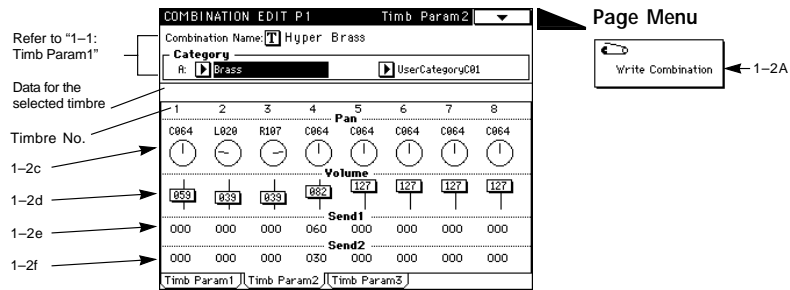 COMBINATION EDIT P1 Timb Param2
Page Menu
Refer to “1–1:
Timb Param1”
Combination Name: T Hyper Brass
Category
A: Brass UserCategoryC01
Write Combination
1–2A
Data for the
selected timbre
Timbre No.
1 2 3 4 5 6 7 8
Pan
C064 L020 R107 C064 C064 C064 C064 C064
1–2c
Volume
059 039 039 082 127 127 127 127
1–2d
Send1
000 000 000 060 000 000 000 000
1–2e
Send2
000 000 000 030 000 000 000 000
1–2f
Timb Param1 Timb Param2 Timb Param3